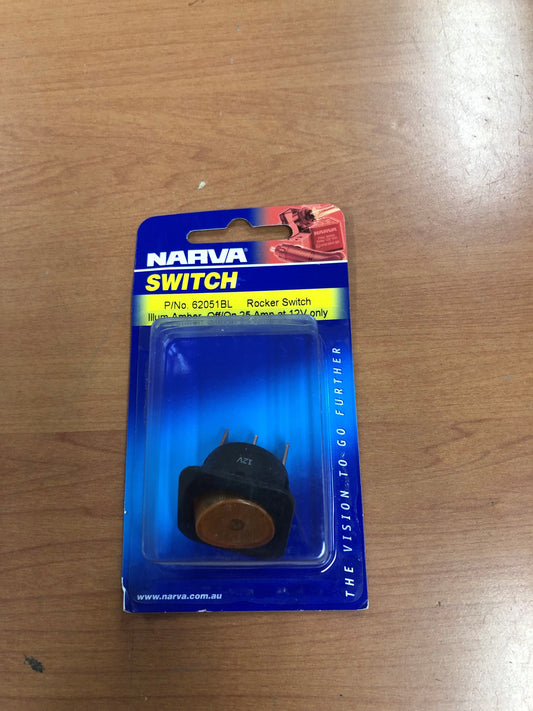 NARVA
NARVA
SWITCH
P/No. 62051BL Rocker Switch
Illum Amber Off/On 25 Amp at 12V only
12V
THE VISION TO GO FURTHER
www.narva.com.au